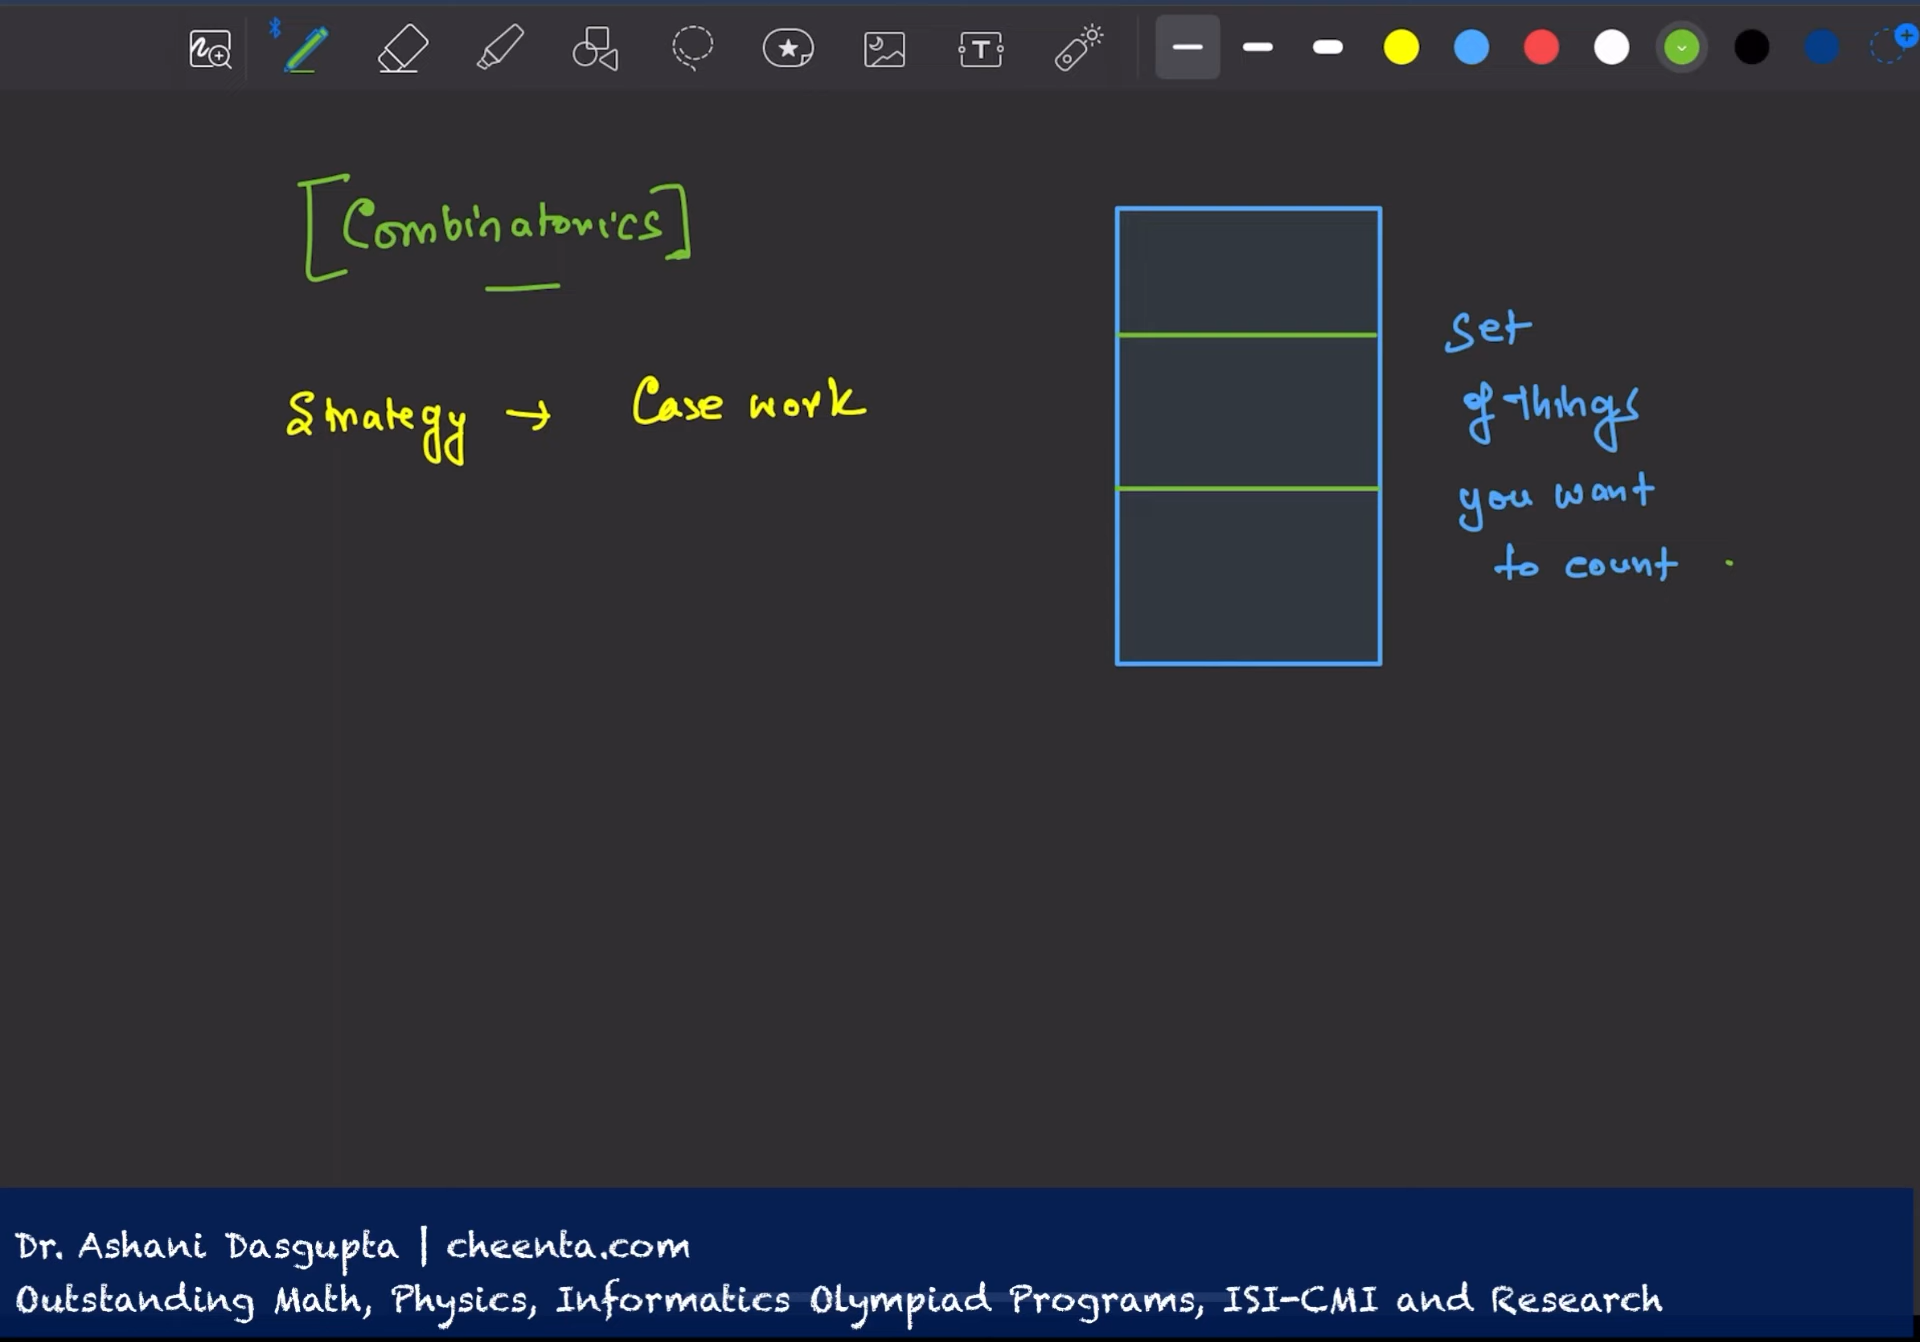 [Combinatorics]
Strategy → Case work
Set
of things
you want
to count
Dr. Ashani Dasgupta | cheenta.com
Outstanding Math, Physics, Informatics Olympiad Programs, ISI-CMI and Research